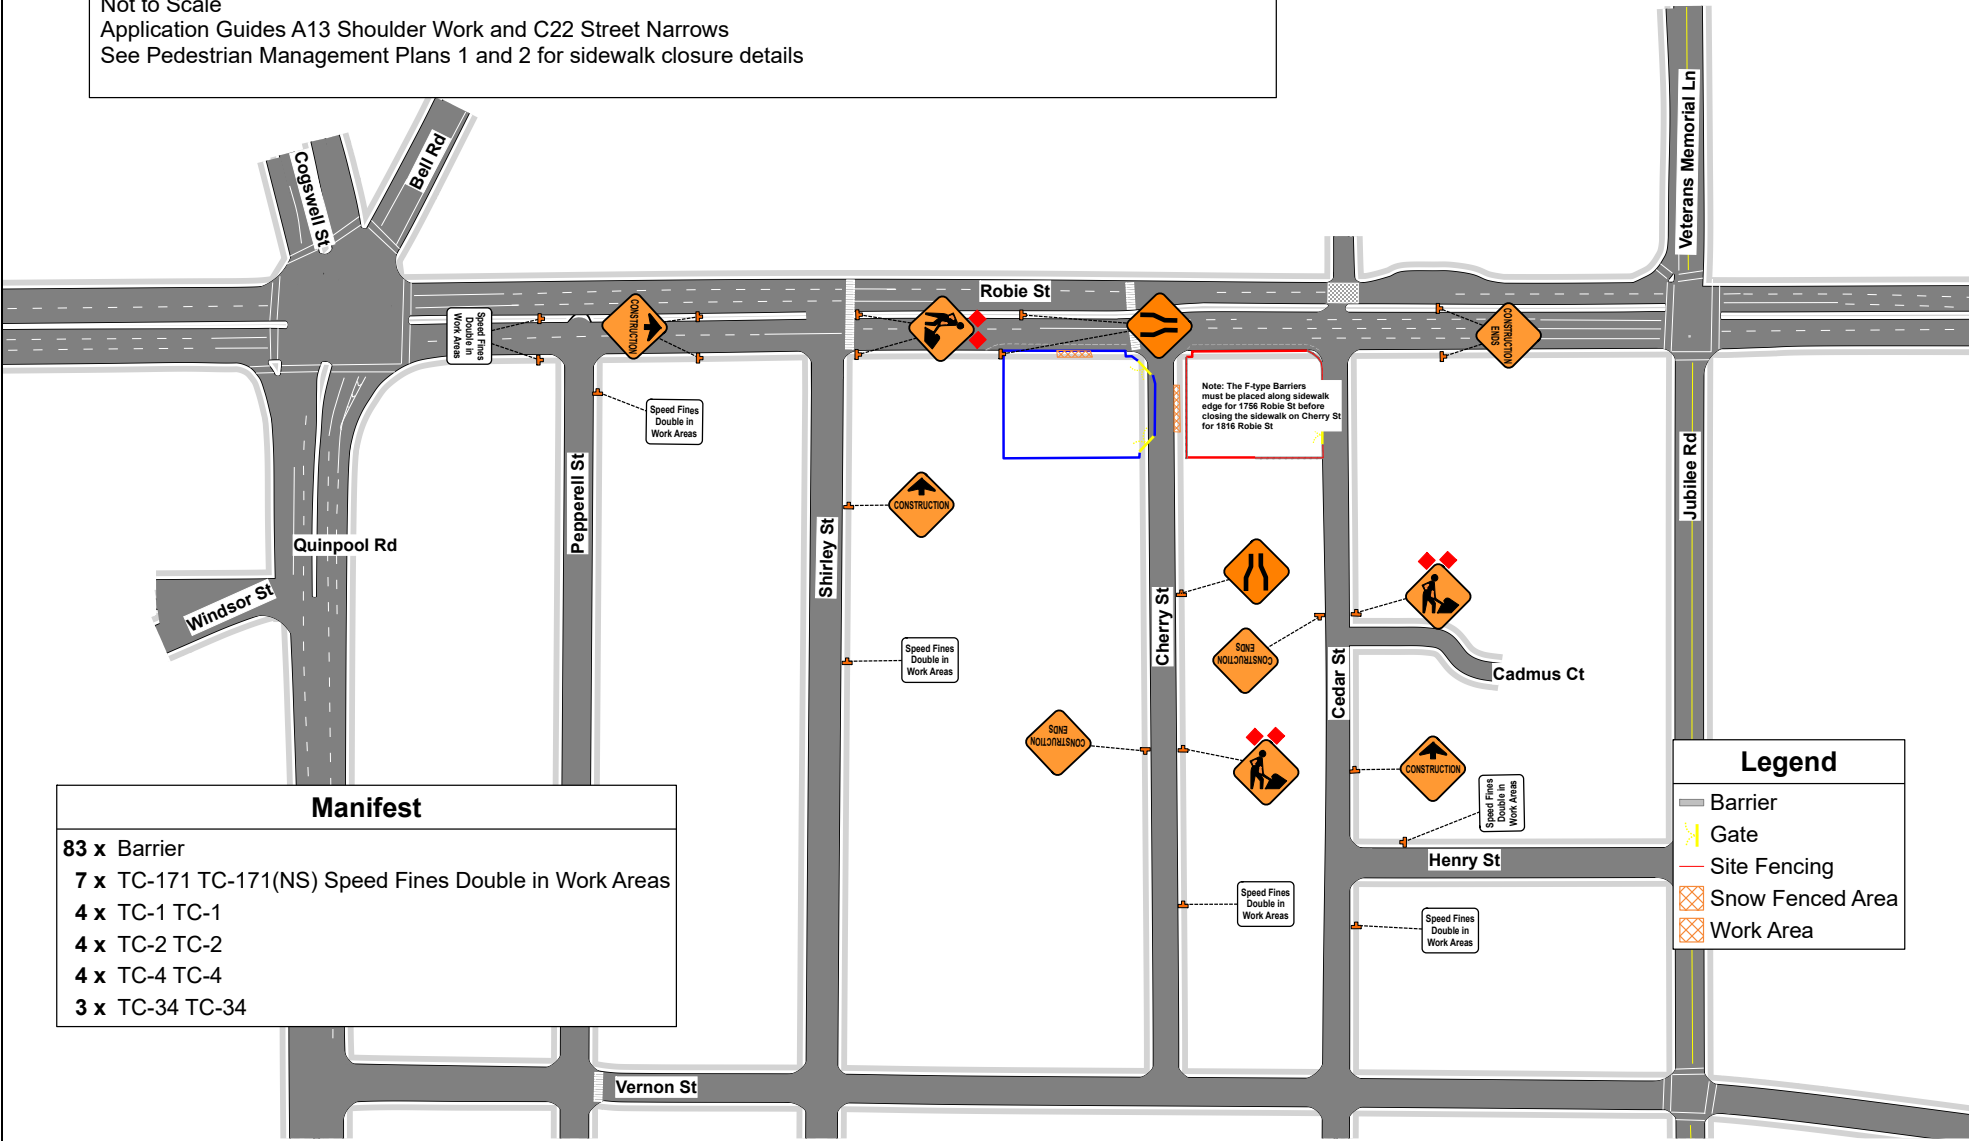 Not to Scale
Application Guides A13 Shoulder Work and C22 Street Narrows
See Pedestrian Management Plans 1 and 2 for sidewalk closure details
Veterans Memorial Ln
Cogswell St
Bell Rd
Robie St
Speed Fines
Double in
Work Areas
CONSTRUCTION
CONSTRUCTION
ENDS
Note: The F-type Barriers
must be placed along sidewalk
edge for 1756 Robie St before
closing the sidewalk on Cherry St
for 1816 Robie St
Speed Fines
Double in
Work Areas
Pepperell St
Jubilee Rd
CONSTRUCTION
Quinpool Rd
Shirley St
Windsor St
Cherry St
Speed Fines
Double in
Work Areas
CONSTRUCTION
ENDS
Cedar St
Cadmus Ct
CONSTRUCTION
ENDS
CONSTRUCTION
Speed Fines
Double in
Work Areas
Henry St
Speed Fines
Double in
Work Areas
Speed Fines
Double in
Work Areas
Legend
Barrier
Gate
Site Fencing
Snow Fenced Area
Work Area
Manifest
83 x Barrier
7 x TC-171 TC-171(NS) Speed Fines Double in Work Areas
4 x TC-1 TC-1
4 x TC-2 TC-2
4 x TC-4 TC-4
3 x TC-34 TC-34
Vernon St